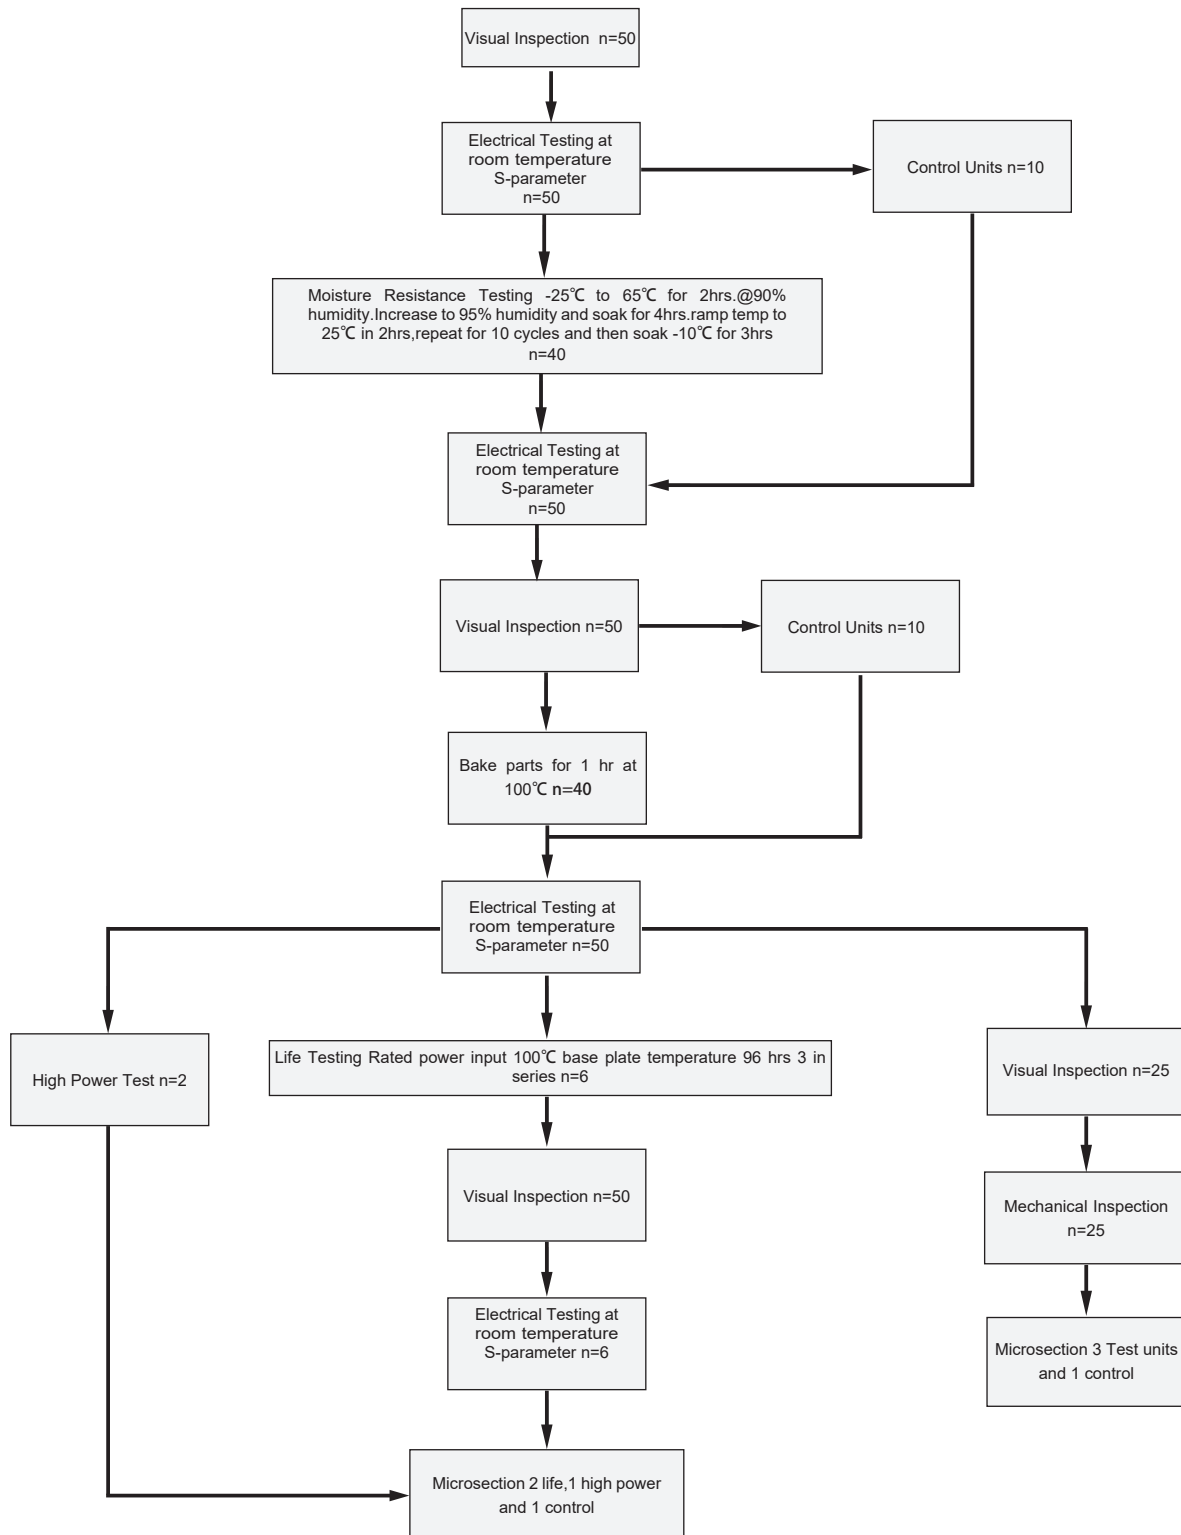 Visual Inspection n=50
Electrical Testing at
room temperature
S-parameter
n=50
Control Units n=10
Moisture Resistance Testing -25℃ to 65℃ for 2hrs.@90%
humidity.Increase to 95% humidity and soak for 4hrs.ramp temp to
25℃ in 2hrs,repeat for 10 cycles and then soak -10℃ for 3hrs
n=40
Electrical Testing at
room temperature
S-parameter
n=50
Visual Inspection n=50
Control Units n=10
Bake parts for 1 hr at
100℃ n=40
Electrical Testing at
room temperature
S-parameter n=50
High Power Test n=2
Life Testing Rated power input 100℃ base plate temperature 96 hrs 3 in
series n=6
Visual Inspection n=25
Visual Inspection n=50
Mechanical Inspection
n=25
Electrical Testing at
room temperature
S-parameter n=6
Microsection 3 Test units
and 1 control
Microsection 2 life,1 high power
and 1 control